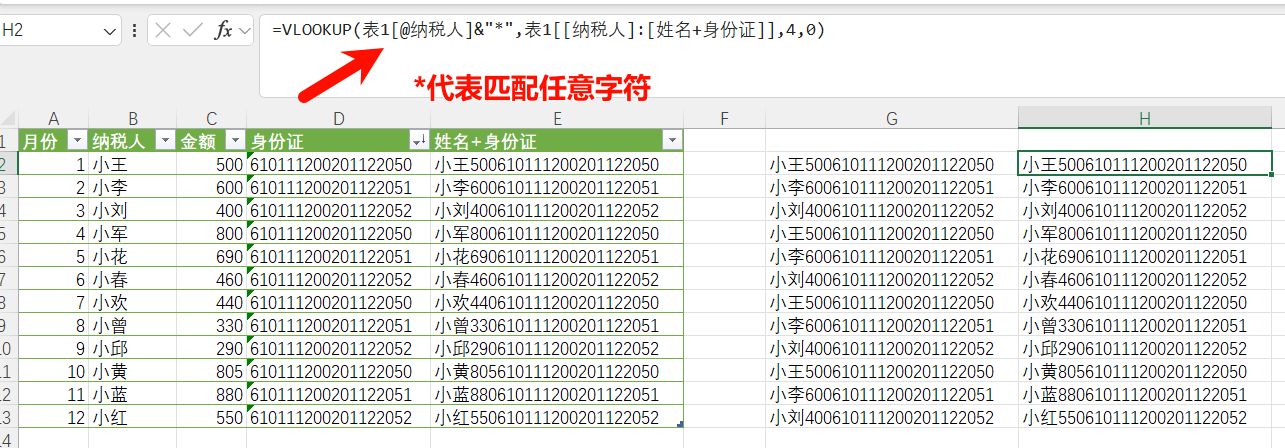 H2 fx =VLOOKUP(表1[@纳税人]&"*",表1[[纳税人]:[姓名+身份证]],4,0)
*代表匹配任意字符
A B C D E F G H
1 月份 纳税人 金额 身份证 姓名+身份证
2 1 小王 500 610111200201122050 小王500610111200201122050 小王500610111200201122050 小王500610111200201122050
3 2 小李 600 610111200201122051 小李600610111200201122051 小李600610111200201122051 小李600610111200201122051
4 3 小刘 400 610111200201122052 小刘400610111200201122052 小刘400610111200201122052 小刘400610111200201122052
5 4 小军 800 610111200201122050 小军800610111200201122050 小王500610111200201122050 小军800610111200201122050
6 5 小花 690 610111200201122051 小花690610111200201122051 小李600610111200201122051 小花690610111200201122051
7 6 小春 460 610111200201122052 小春460610111200201122052 小刘400610111200201122052 小春460610111200201122052
8 7 小欢 440 610111200201122050 小欢440610111200201122050 小王500610111200201122050 小欢440610111200201122050
9 8 小曾 330 610111200201122051 小曾330610111200201122051 小李600610111200201122051 小曾330610111200201122051
10 9 小邱 290 610111200201122052 小邱290610111200201122052 小刘400610111200201122052 小邱290610111200201122052
11 10 小黄 805 610111200201122050 小黄805610111200201122050 小王500610111200201122050 小黄805610111200201122050
12 11 小蓝 880 610111200201122051 小蓝880610111200201122051 小李600610111200201122051 小蓝880610111200201122051
13 12 小红 550 610111200201122052 小红550610111200201122052 小刘400610111200201122052 小红550610111200201122052
14